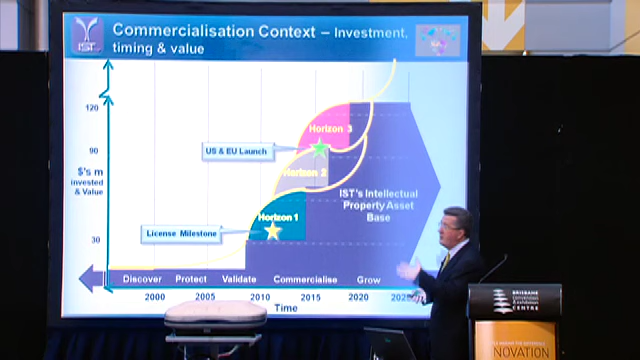 IST
Commercialisation Context – Investment,
timing & value
120
Horizon 3
90
US & EU Launch
$'s m
invested
& Value
Horizon 2
IST's Intellectual
Property Asset
Base
Horizon 1
License Milestone
30
Discover Protect Validate Commercialise Grow
2000 2005 2010 2015 2020 2025
Time
BRISBANE
CONVENTION
& EXHIBITION
CENTRE
NOVATION